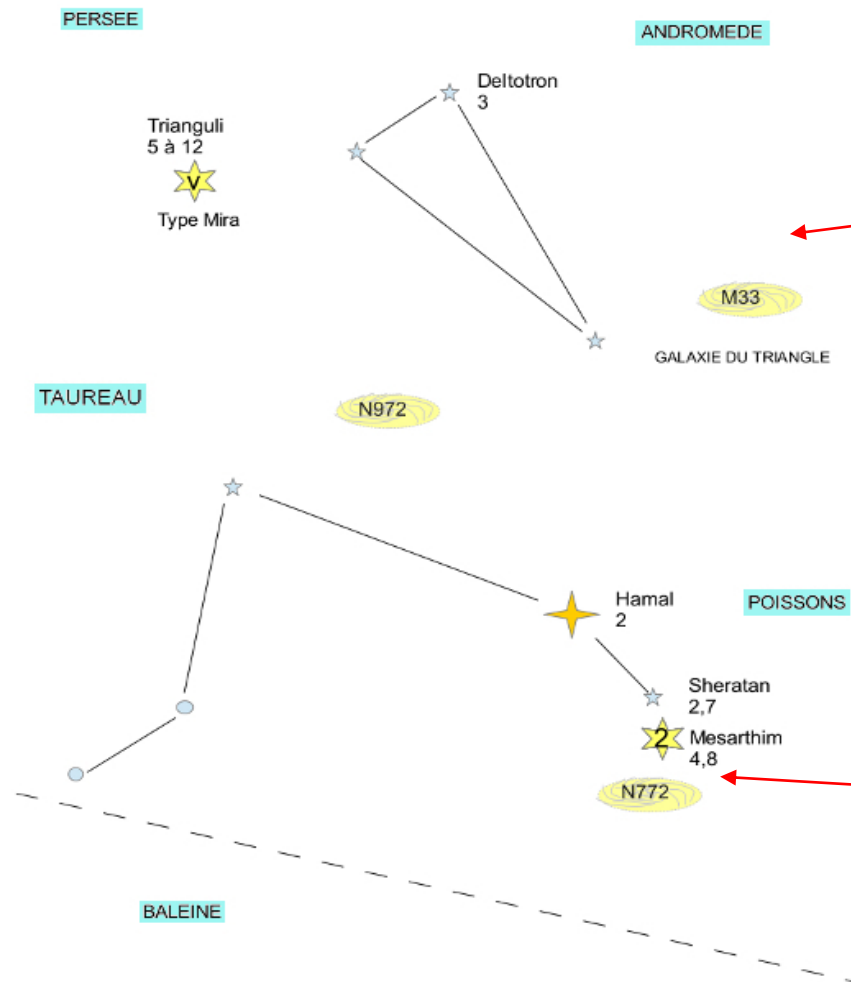 PERSEE
ANDROMEDE
Deltotron
3
Trianguli
5 à 12
V
Type Mira
M33
GALAXIE DU TRIANGLE
TAUREAU
N972
Hamal
2
POISSONS
Sheratan
2,7
2
Mesarthim
4,8
N772
BALEINE